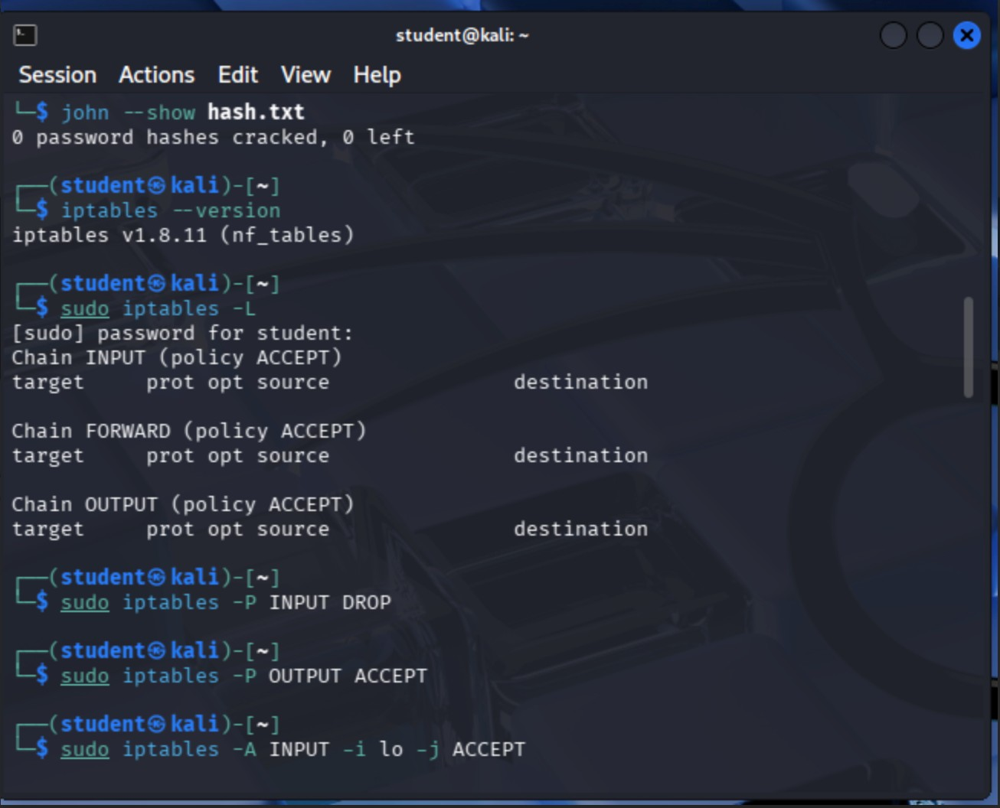 student@kali: ~
Session Actions Edit View Help
└─$ john --show hash.txt
0 password hashes cracked, 0 left
┌──(student㉿kali)-[~]
└─$ iptables --version
iptables v1.8.11 (nf_tables)
┌──(student㉿kali)-[~]
└─$ sudo iptables -L
[sudo] password for student:
Chain INPUT (policy ACCEPT)
target     prot opt source               destination
Chain FORWARD (policy ACCEPT)
target     prot opt source               destination
Chain OUTPUT (policy ACCEPT)
target     prot opt source               destination
┌──(student㉿kali)-[~]
└─$ sudo iptables -P INPUT DROP
┌──(student㉿kali)-[~]
└─$ sudo iptables -P OUTPUT ACCEPT
┌──(student㉿kali)-[~]
└─$ sudo iptables -A INPUT -i lo -j ACCEPT